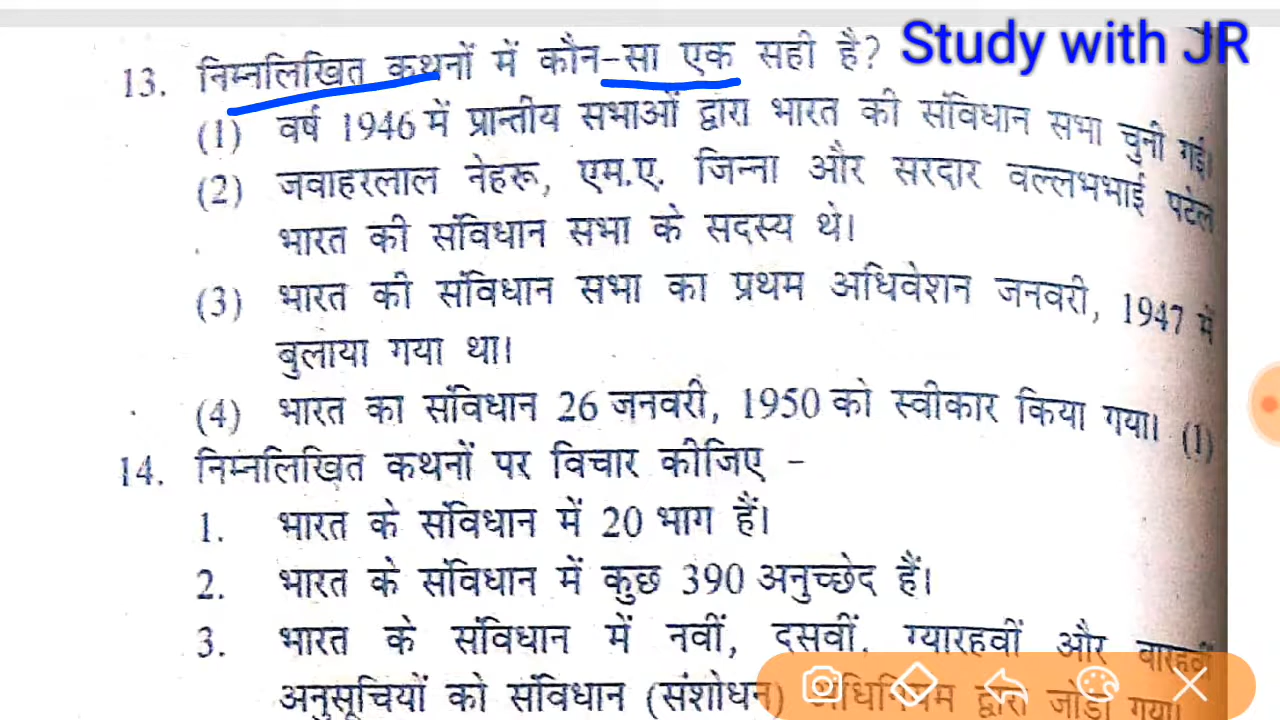 Study with JR
13. निम्नलिखित कथनों में कौन-सा एक सही है?
(1) वर्ष 1946 में प्रान्तीय सभाओं द्वारा भारत की संविधान सभा चुनी गई।
(2) जवाहरलाल नेहरू, एम.ए. जिन्ना और सरदार वल्लभभाई पटेल
भारत की संविधान सभा के सदस्य थे।
(3) भारत की संविधान सभा का प्रथम अधिवेशन जनवरी, 1947 में
बुलाया गया था।
(4) भारत का संविधान 26 जनवरी, 1950 को स्वीकार किया गया। (1)
14. निम्नलिखित कथनों पर विचार कीजिए -
1. भारत के संविधान में 20 भाग हैं।
2. भारत के संविधान में कुछ 390 अनुच्छेद हैं।
3. भारत के संविधान में नवीं, दसवीं, ग्यारहवीं और बारहवीं
अनुसूचियों को संविधान (संशोधन) अधिनियम द्वारा जोड़ा गया।